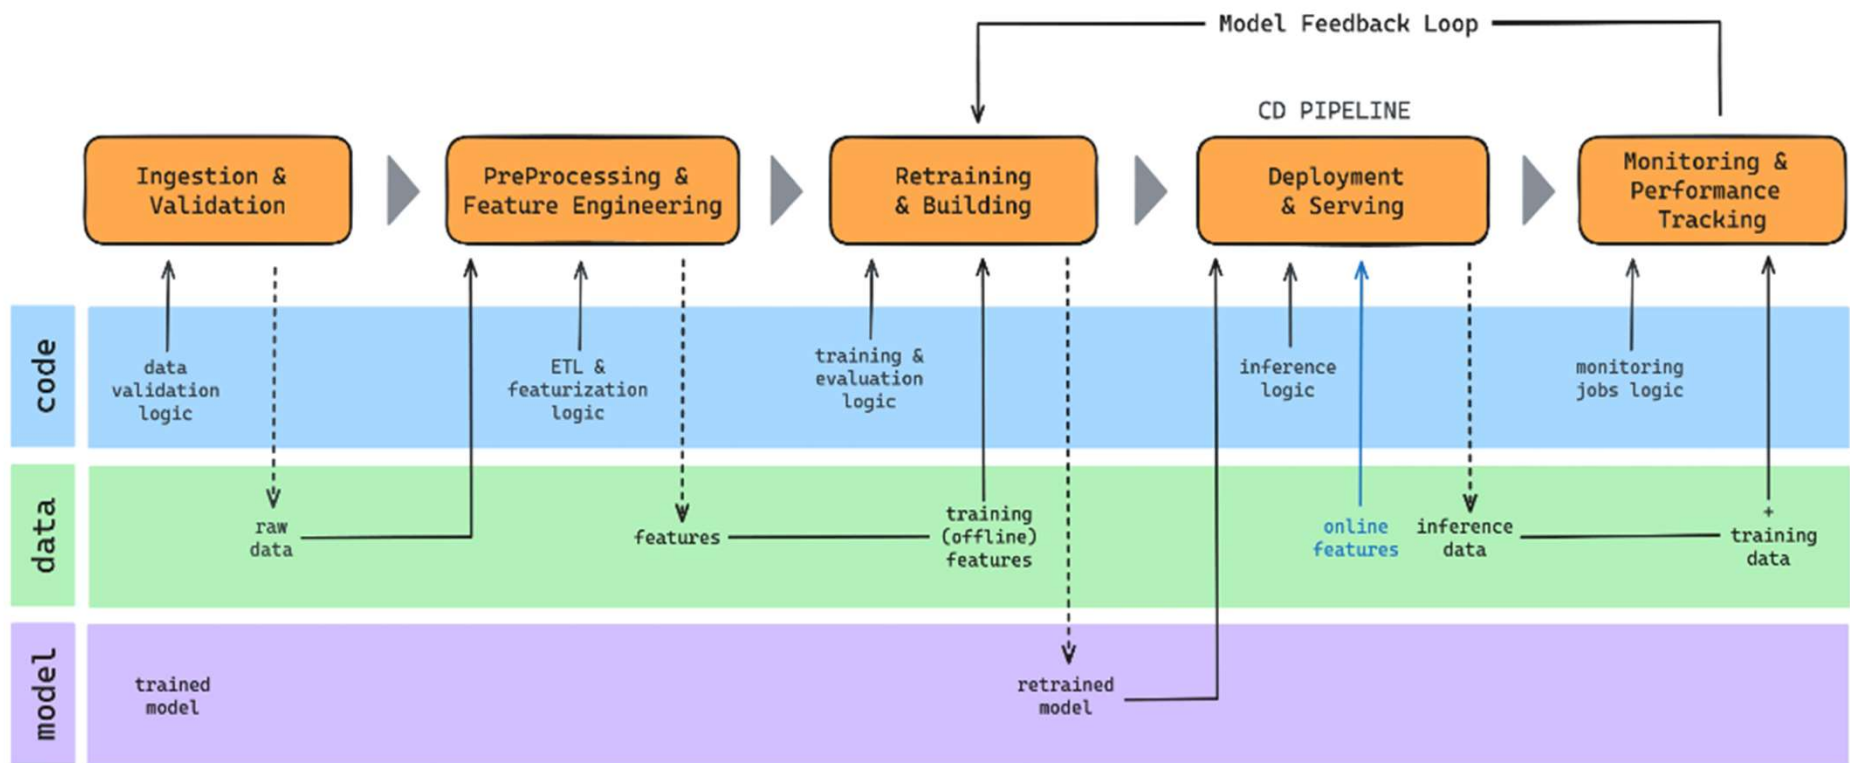 Model Feedback Loop
CD PIPELINE
Ingestion &
Validation
PreProcessing &
Feature Engineering
Retraining
& Building
Deployment
& Serving
Monitoring &
Performance
Tracking
code
data
validation
logic
ETL &
featurization
logic
training &
evaluation
logic
inference
logic
monitoring
jobs logic
data
raw
data
features
training
(offline)
features
online
features
inference
data
+
training
data
model
trained
model
retrained
model